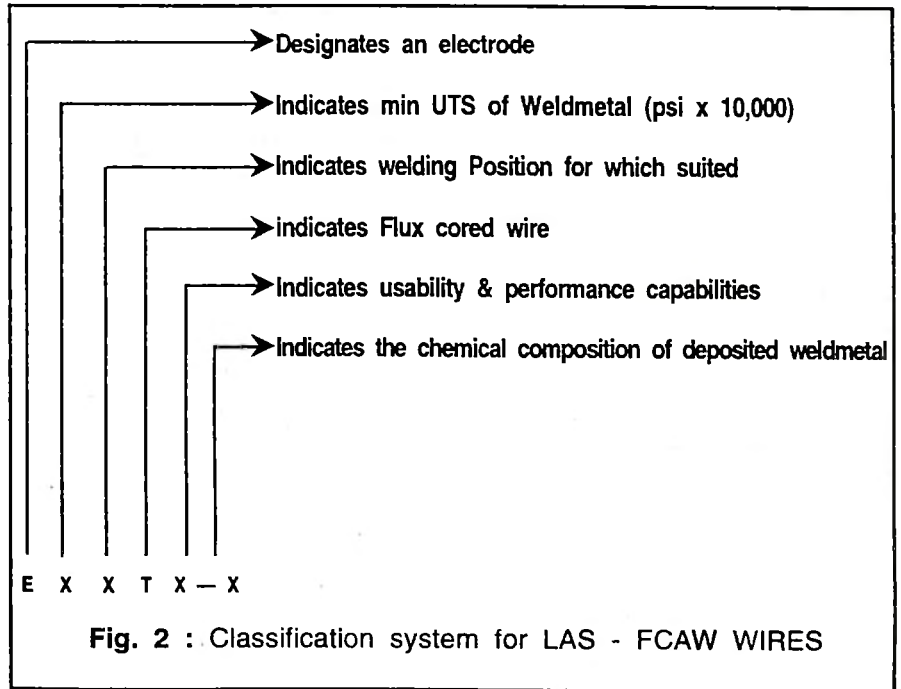 Designates an electrode
Indicates min UTS of Weldmetal (psi x 10,000)
Indicates welding Position for which suited
indicates Flux cored wire
Indicates usability & performance capabilities
Indicates the chemical composition of deposited weldmetal
E X X T X — X
Fig. 2 : Classification system for LAS - FCAW WIRES